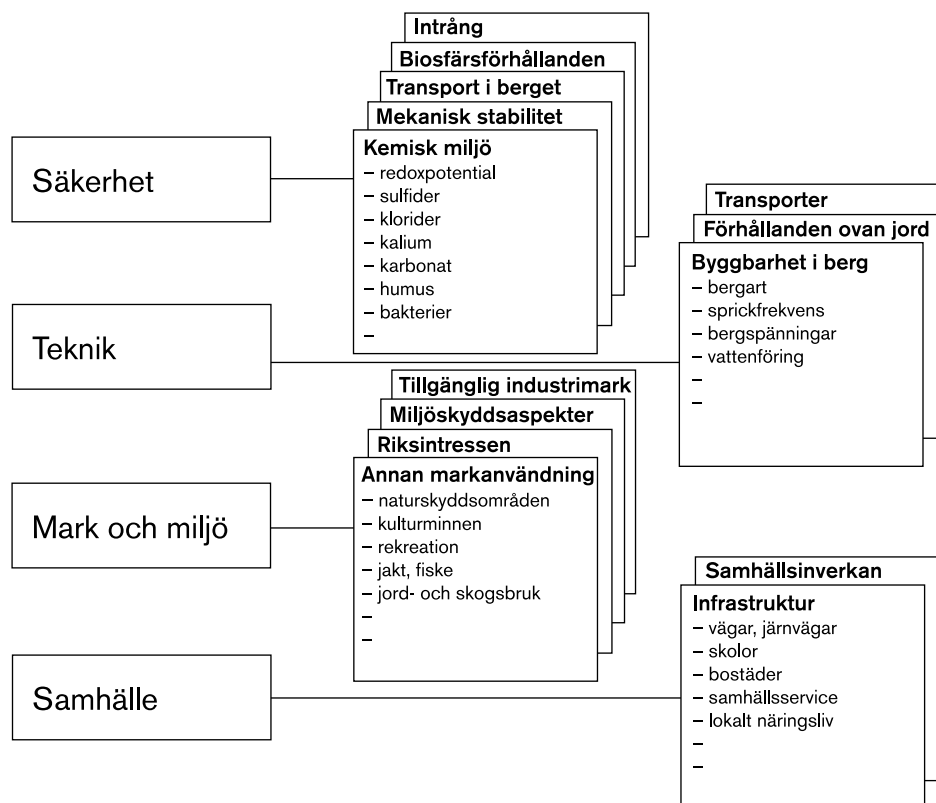 Säkerhet
Intrång
Biosfärsförhållanden
Transport i berget
Mekanisk stabilitet
Kemisk miljö
– redoxpotential
– sulfider
– klorider
– kalium
– karbonat
– humus
– bakterier
–
Teknik
Transporter
Förhållanden ovan jord
Byggbarhet i berg
– bergart
– sprickfrekvens
– bergspänningar
– vattenföring
–
–
Mark och miljö
Tillgänglig industrimark
Miljöskyddsaspekter
Riksintressen
Annan markanvändning
– naturskyddsområden
– kulturminnen
– rekreation
– jakt, fiske
– jord- och skogsbruk
–
–
Samhälle
Samhällsinverkan
Infrastruktur
– vägar, järnvägar
– skolor
– bostäder
– samhällsservice
– lokalt näringsliv
–
–